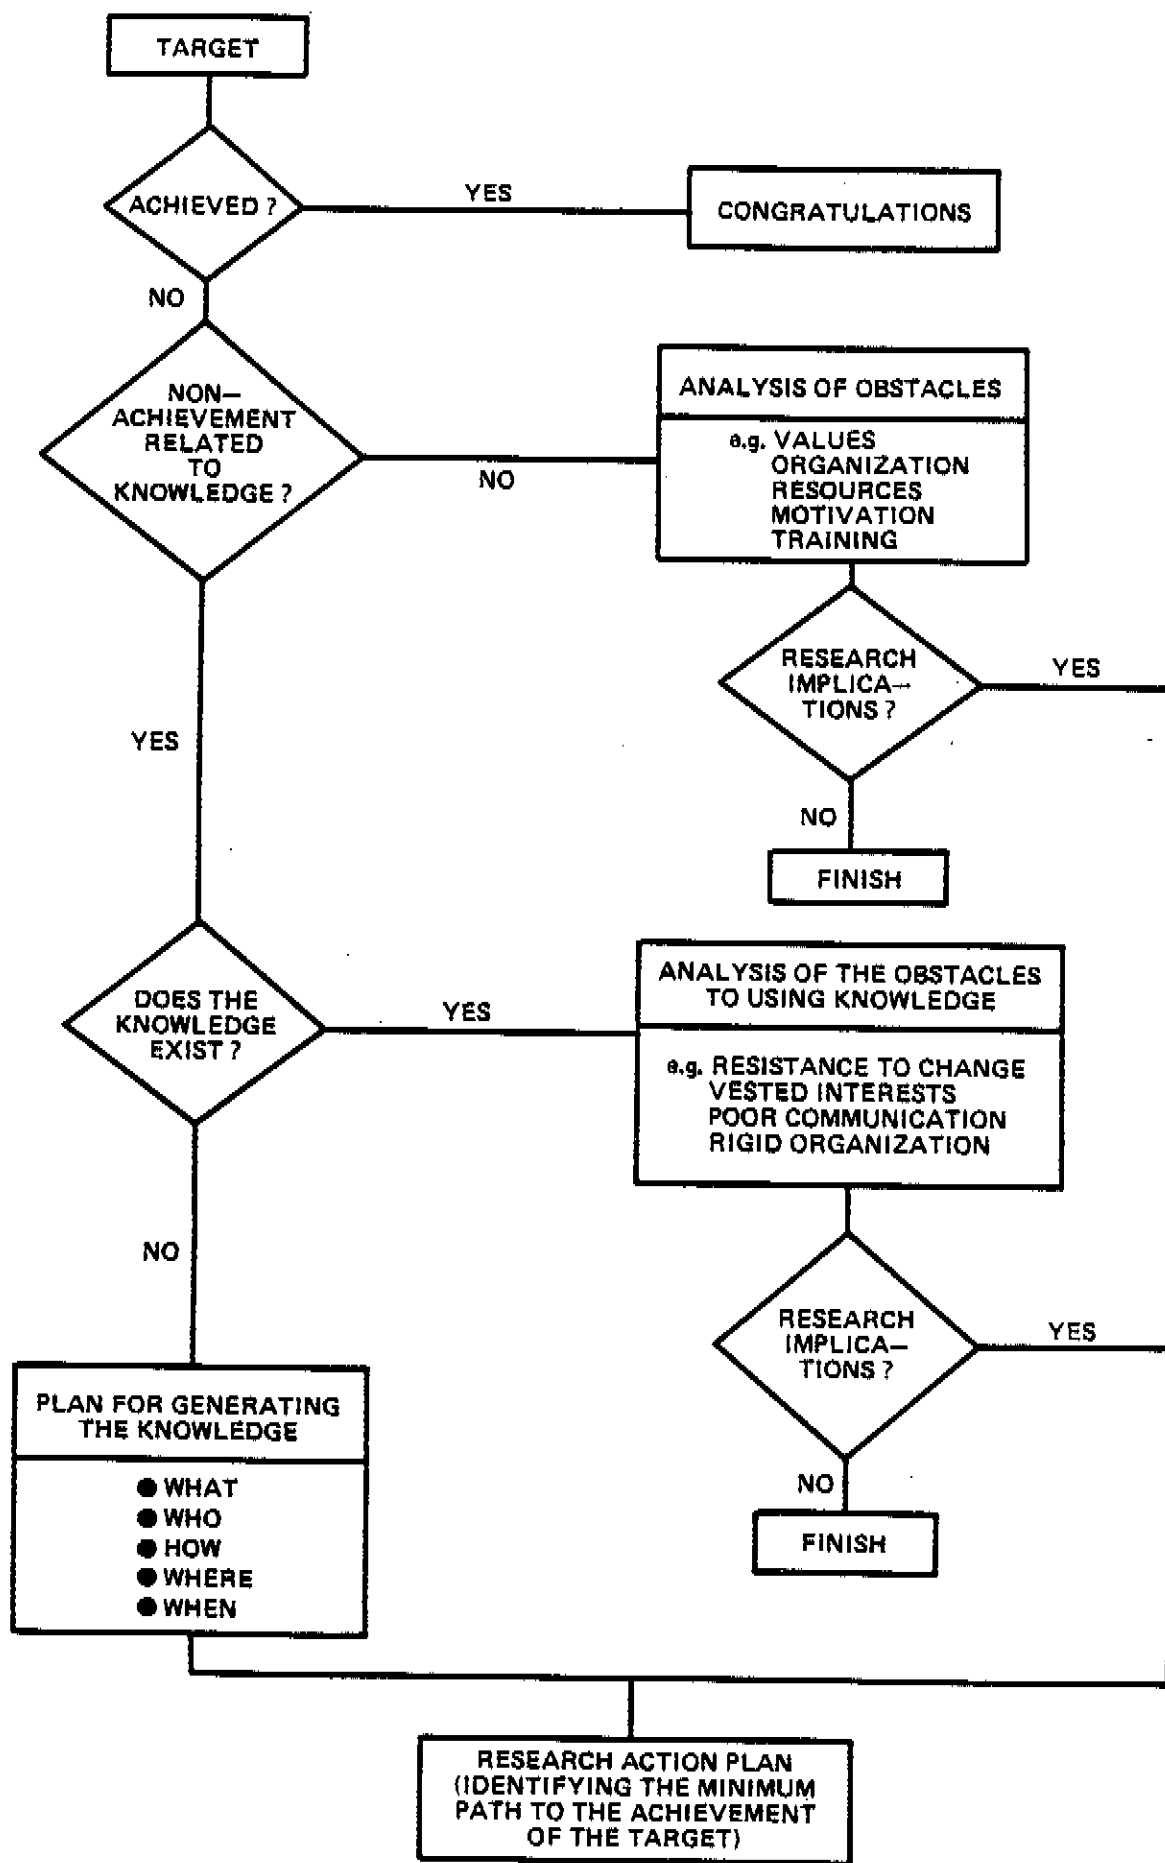 TARGET
ACHIEVED ?
YES
CONGRATULATIONS
NO
NON—
ACHIEVEMENT
RELATED
TO
KNOWLEDGE ?
NO
ANALYSIS OF OBSTACLES
e.g. VALUES
ORGANIZATION
RESOURCES
MOTIVATION
TRAINING
RESEARCH
IMPLICA—
TIONS ?
YES
YES
NO
FINISH
DOES THE
KNOWLEDGE
EXIST ?
YES
ANALYSIS OF THE OBSTACLES
TO USING KNOWLEDGE
e.g. RESISTANCE TO CHANGE
VESTED INTERESTS
POOR COMMUNICATION
RIGID ORGANIZATION
NO
RESEARCH
IMPLICA—
TIONS ?
YES
NO
FINISH
PLAN FOR GENERATING
THE KNOWLEDGE
● WHAT
● WHO
● HOW
● WHERE
● WHEN
RESEARCH ACTION PLAN
(IDENTIFYING THE MINIMUM
PATH TO THE ACHIEVEMENT
OF THE TARGET)